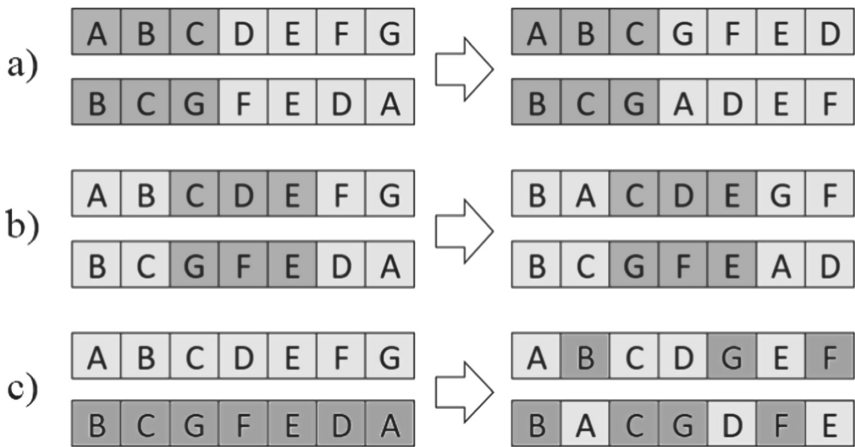 a)
A B C D E F G
A B C G F E D
B C G F E D A
B C G A D E F
b)
A B C D E F G
B A C D E G F
B C G F E D A
B C G F E A D
c)
A B C D E F G
A B C D G E F
B C G F E D A
B A C G D F E